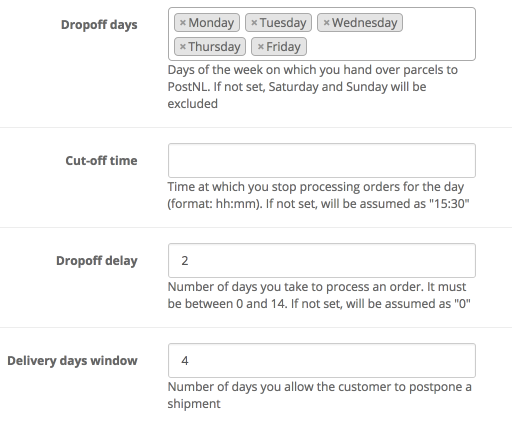 Dropoff days
× Monday × Tuesday × Wednesday
× Thursday × Friday
Days of the week on which you hand over parcels to
PostNL. If not set, Saturday and Sunday will be
excluded
Cut-off time
Time at which you stop processing orders for the day
(format: hh:mm). If not set, will be assumed as "15:30"
Dropoff delay
2
Number of days you take to process an order. It must
be between 0 and 14. If not set, will be assumed as "0"
Delivery days window
4
Number of days you allow the customer to postpone a
shipment